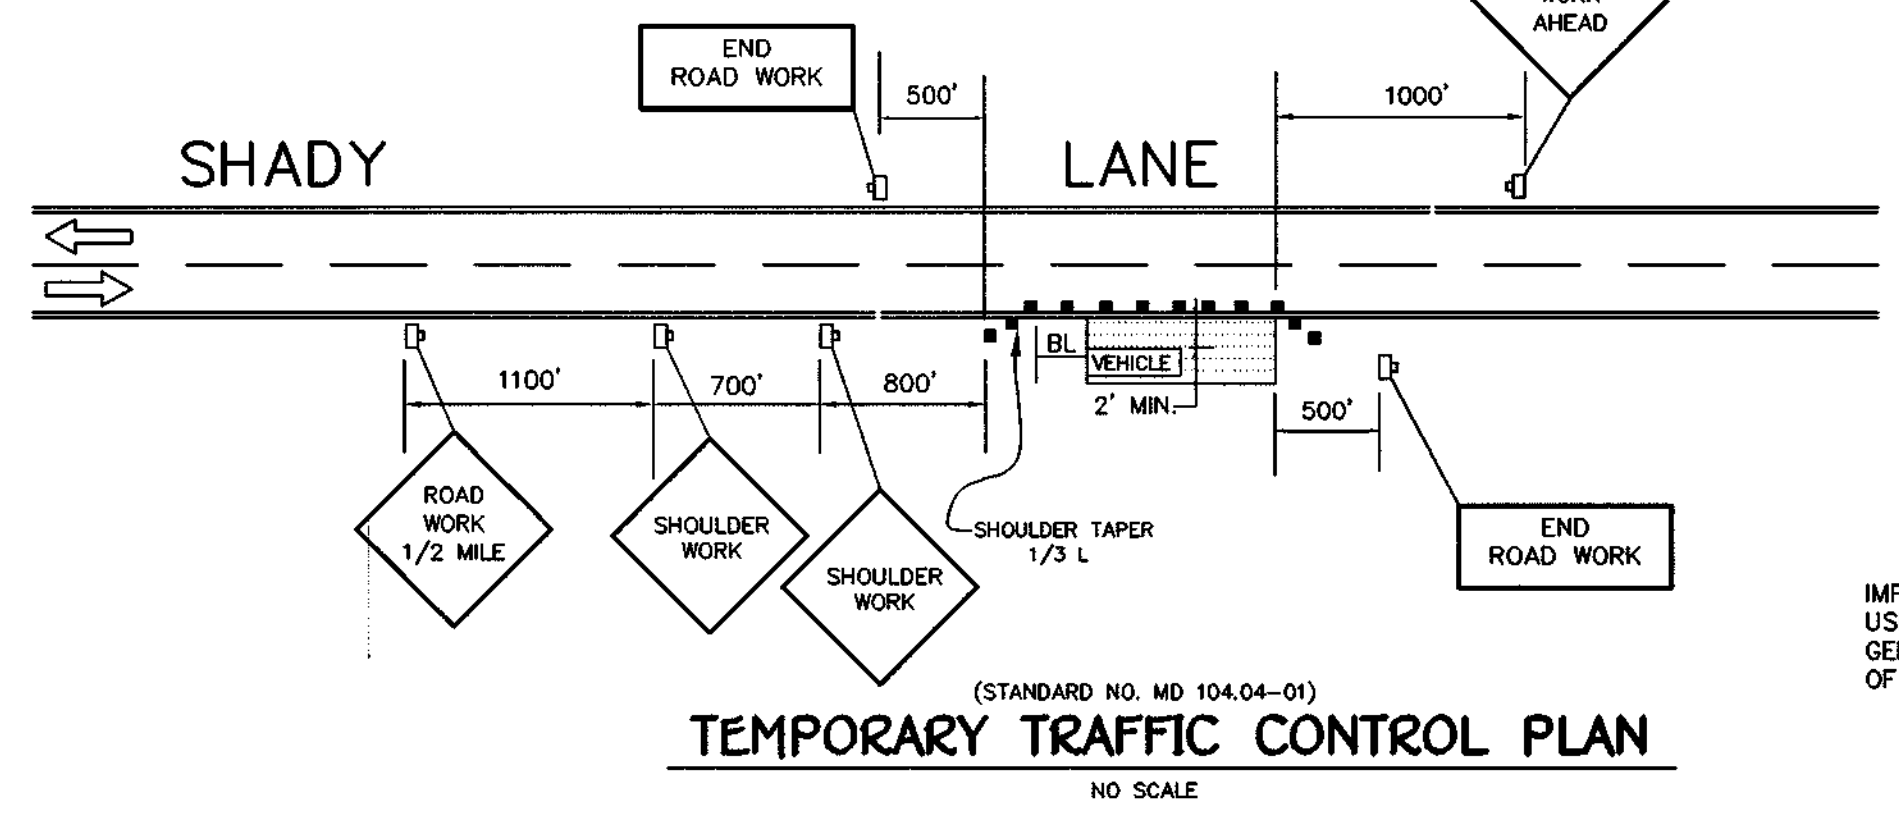 AHEAD
END
ROAD WORK
500'
1000'
SHADY LANE
1100'
700'
800'
BL
VEHICLE
2' MIN.
500'
ROAD
WORK
1/2 MILE
SHOULDER
WORK
SHOULDER
WORK
SHOULDER TAPER
1/3 L
END
ROAD WORK
US
OF
(STANDARD NO. MD 104.04-01)
TEMPORARY TRAFFIC CONTROL PLAN
NO SCALE